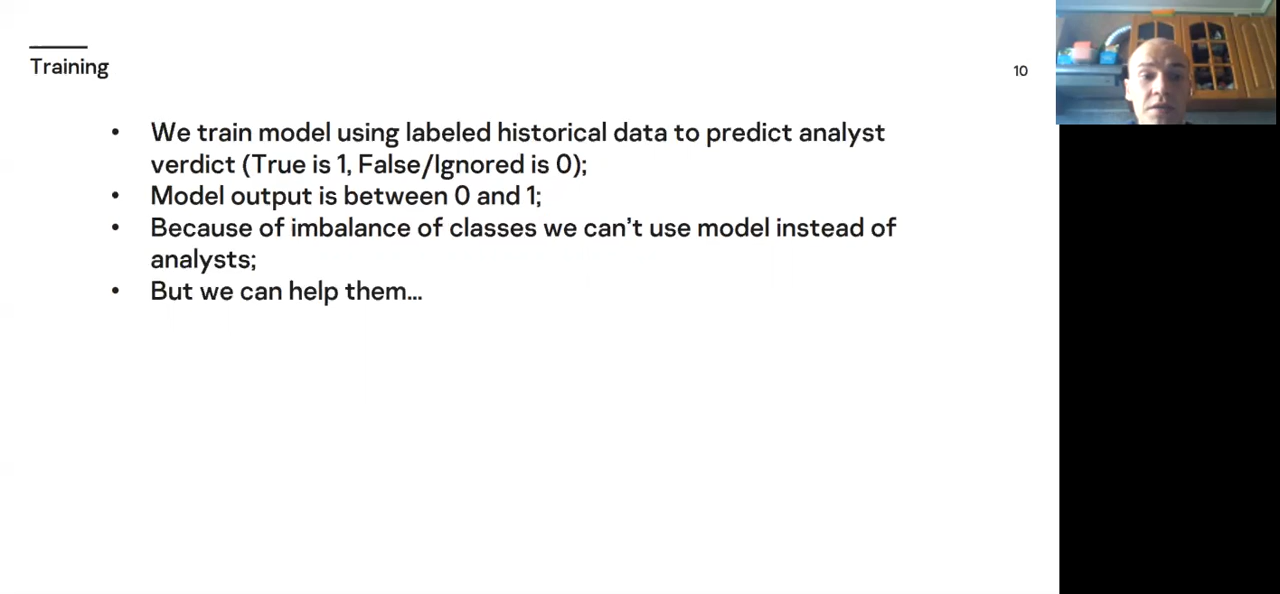 Training
10
• We train model using labeled historical data to predict analyst
verdict (True is 1, False/Ignored is 0);
• Model output is between 0 and 1;
• Because of imbalance of classes we can’t use model instead of
analysts;
• But we can help them...